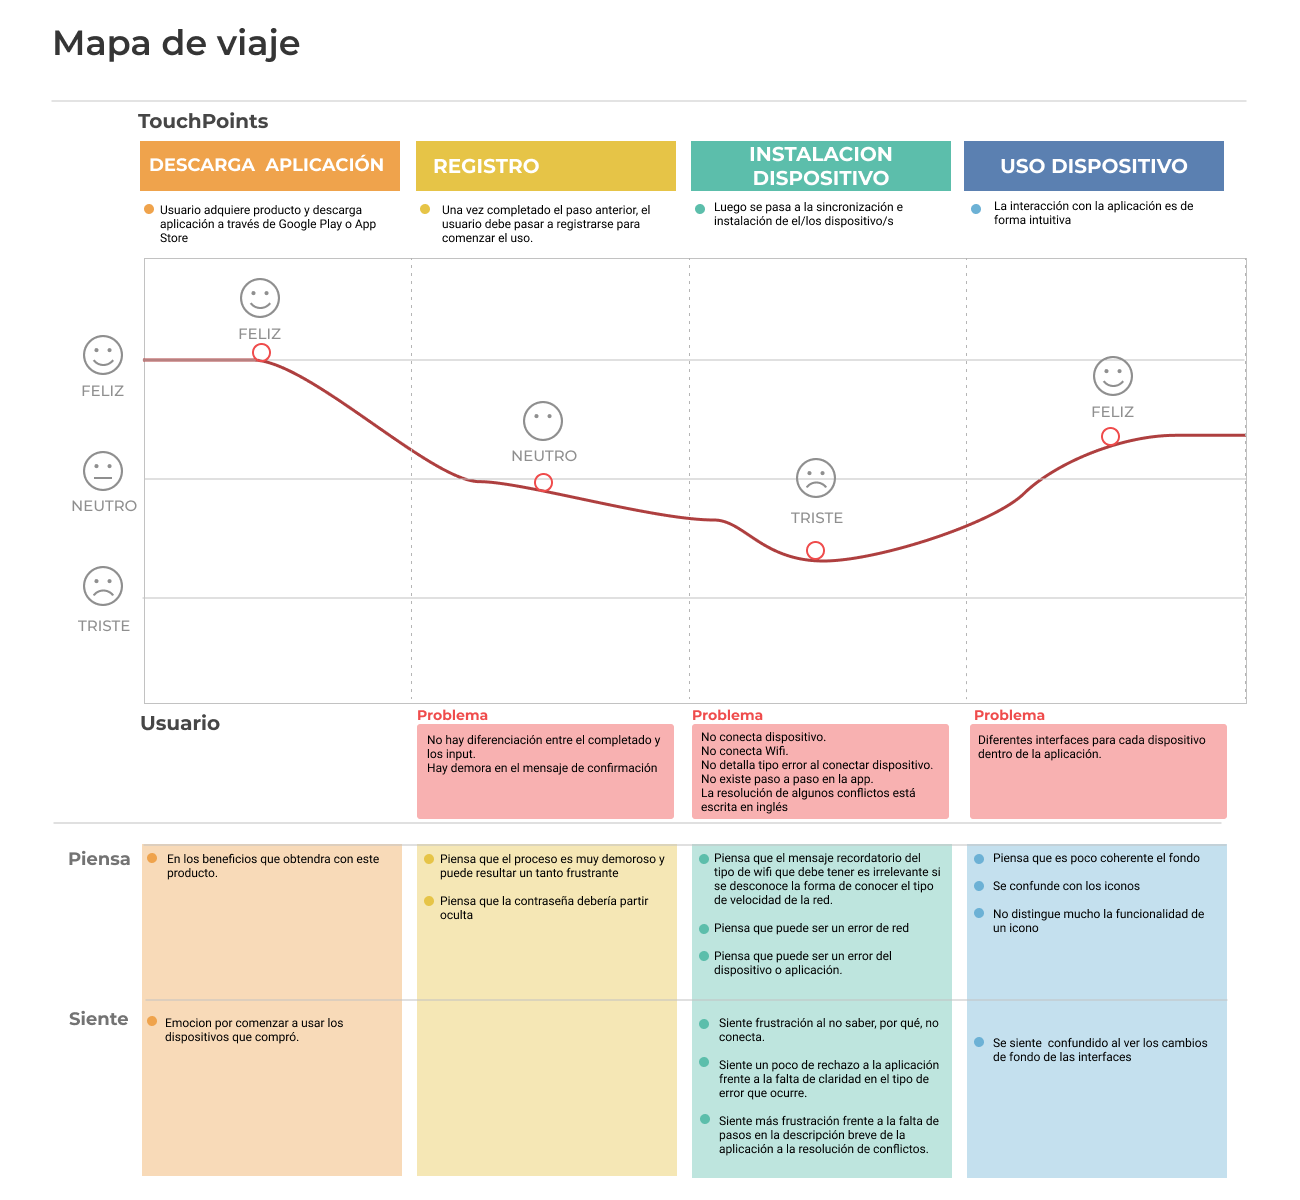 Mapa de viaje
TouchPoints
DESCARGA  APLICACIÓN
Usuario adquiere producto y descarga
aplicación a través de Google Play o App
Store
REGISTRO
Una vez completado el paso anterior, el
usuario debe pasar a registrarse para
comenzar el uso.
INSTALACION
DISPOSITIVO
Luego se pasa a la sincronización e
instalación de el/los dispositivo/s
USO DISPOSITIVO
La interacción con la aplicación es de
forma intuitiva
FELIZ
NEUTRO
TRISTE
FELIZ
NEUTRO
TRISTE
FELIZ
Usuario
Problema
No hay diferenciación entre el completado y
los input.
Hay demora en el mensaje de confirmación
Problema
No conecta dispositivo.
No conecta Wifi.
No detalla tipo error al conectar dispositivo.
No existe paso a paso en la app.
La resolución de algunos conflictos está
escrita en inglés
Problema
Diferentes interfaces para cada dispositivo
dentro de la aplicación.
Piensa
En los beneficios que obtendra con este
producto.
Piensa que el proceso es muy demoroso y
puede resultar un tanto frustrante
Piensa que la contraseña debería partir
oculta
Piensa que el mensaje recordatorio del
tipo de wifi que debe tener es irrelevante si
se desconoce la forma de conocer el tipo
de velocidad de la red.
Piensa que puede ser un error de red
Piensa que puede ser un error del
dispositivo o aplicación.
Piensa que es poco coherente el fondo
Se confunde con los iconos
No distingue mucho la funcionalidad de
un icono
Siente
Emocion por comenzar a usar los
dispositivos que compró.
Siente frustración al no saber, por qué, no
conecta.
Siente un poco de rechazo a la aplicación
frente a la falta de claridad en el tipo de
error que ocurre.
Siente más frustración frente a la falta de
pasos en la descripción breve de la
aplicación a la resolución de conflictos.
Se siente  confundido al ver los cambios
de fondo de las interfaces